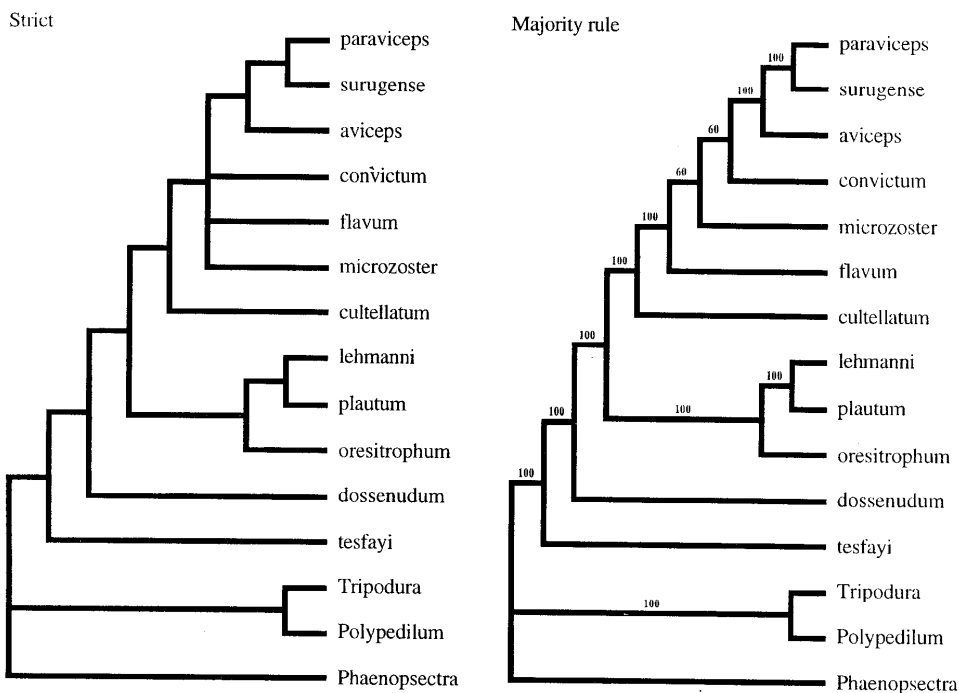 Strict
paraviceps
surugense
aviceps
convictum
flavum
microzoster
cultellatum
lehmanni
plautum
oresitrophum
dossenudum
tesfayi
Tripodura
Polypedilum
Phaenopsectra
Majority rule
100
paraviceps
surugense
100
aviceps
60
convictum
60
microzoster
100
flavum
100
cultellatum
100
lehmanni
100
plautum
100
oresitrophum
100
dossenudum
100
tesfayi
Tripodura
100
Polypedilum
Phaenopsectra